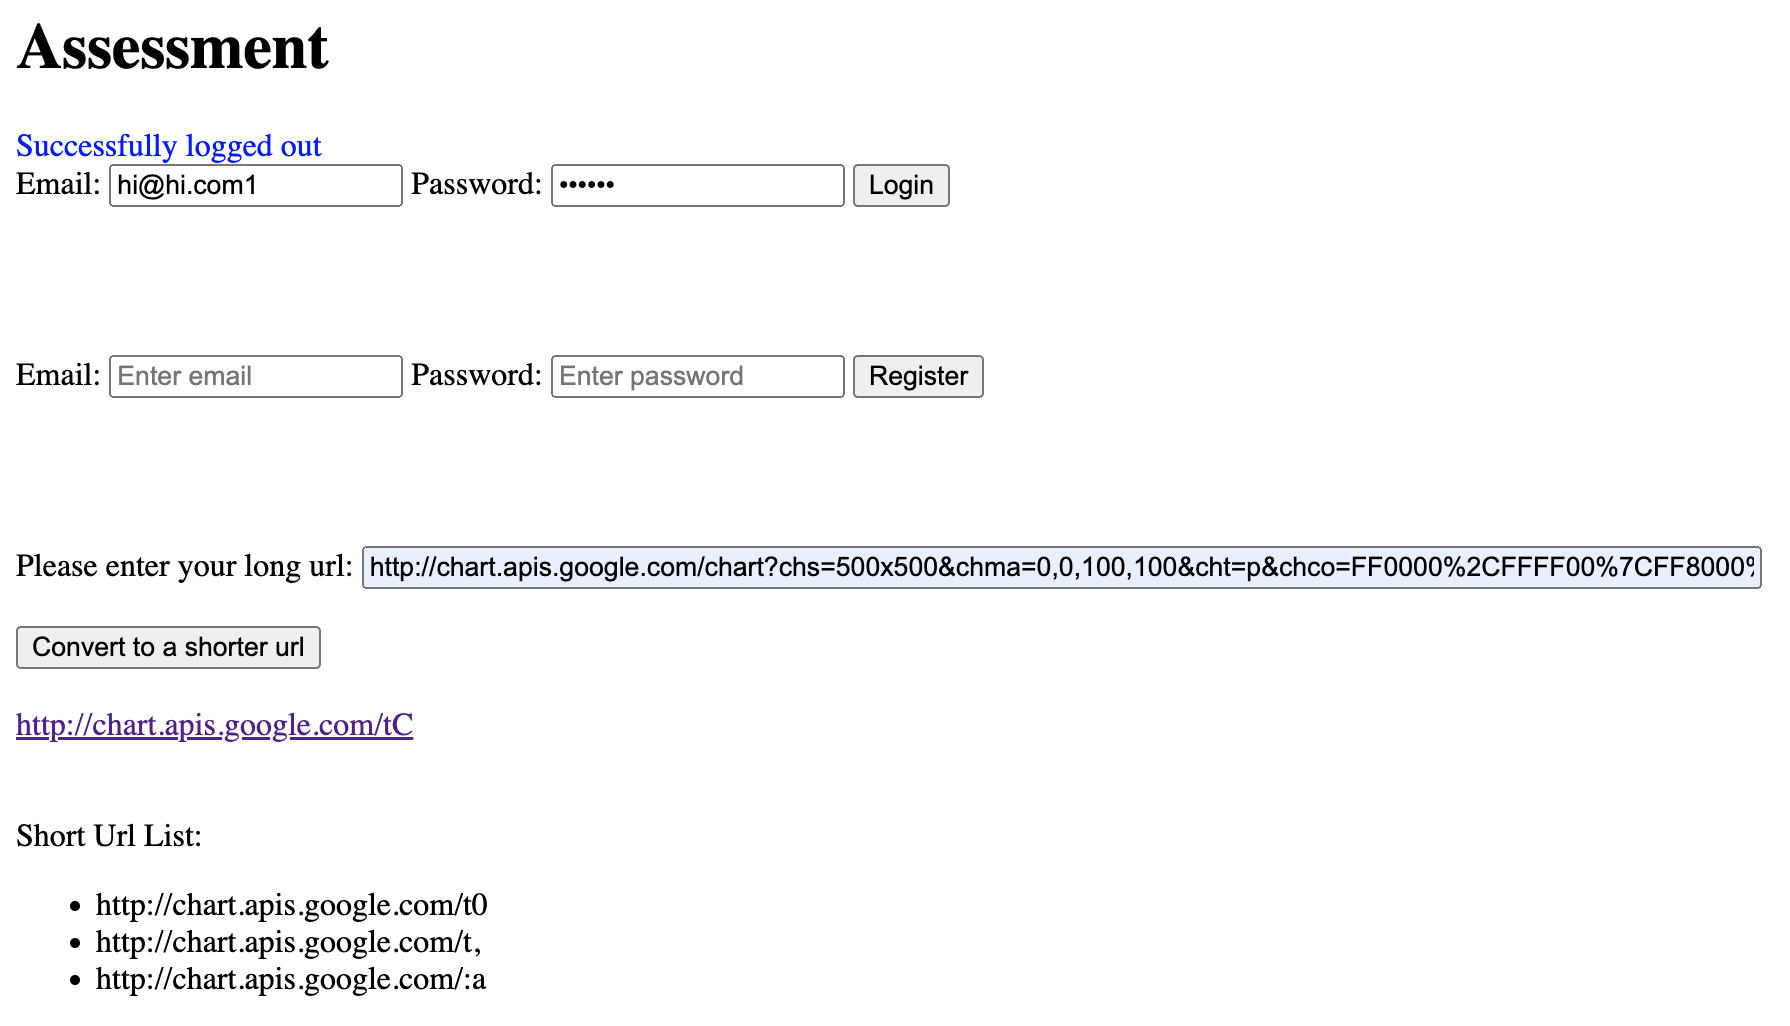 Assessment
Successfully logged out
Email: hi@hi.com1 Password: •••••• Login
Email: Enter email Password: Enter password Register
Please enter your long url: http://chart.apis.google.com/chart?chs=500x500&chma=0,0,100,100&cht=p&chco=FF0000%2CFFFF00%7CFF8000%
Convert to a shorter url
http://chart.apis.google.com/tC
Short Url List:
• http://chart.apis.google.com/t0
• http://chart.apis.google.com/t,
• http://chart.apis.google.com/:a